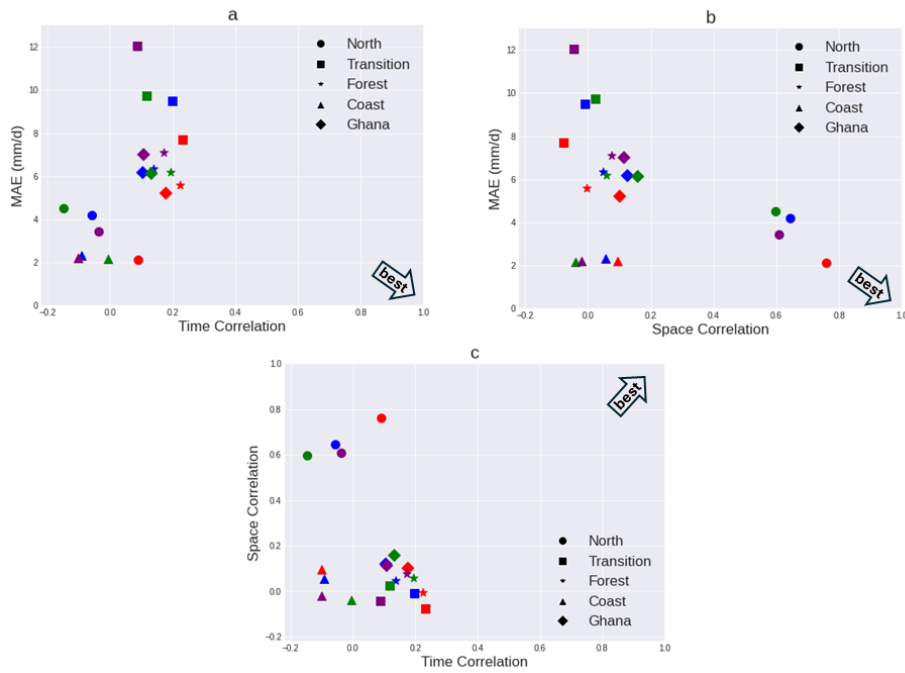 a
12
10
8
6
4
2
0
MAE (mm/d)
−0.2
0.0
0.2
0.4
0.6
0.8
1.0
Time Correlation
North
Transition
Forest
Coast
Ghana
best
b
12
10
8
6
4
2
0
MAE (mm/d)
−0.2
0.0
0.2
0.4
0.6
0.8
1.0
Space Correlation
North
Transition
Forest
Coast
Ghana
best
c
1.0
0.8
0.6
0.4
0.2
0.0
−0.2
Space Correlation
−0.2
0.0
0.2
0.4
0.6
0.8
1.0
Time Correlation
best
North
Transition
Forest
Coast
Ghana